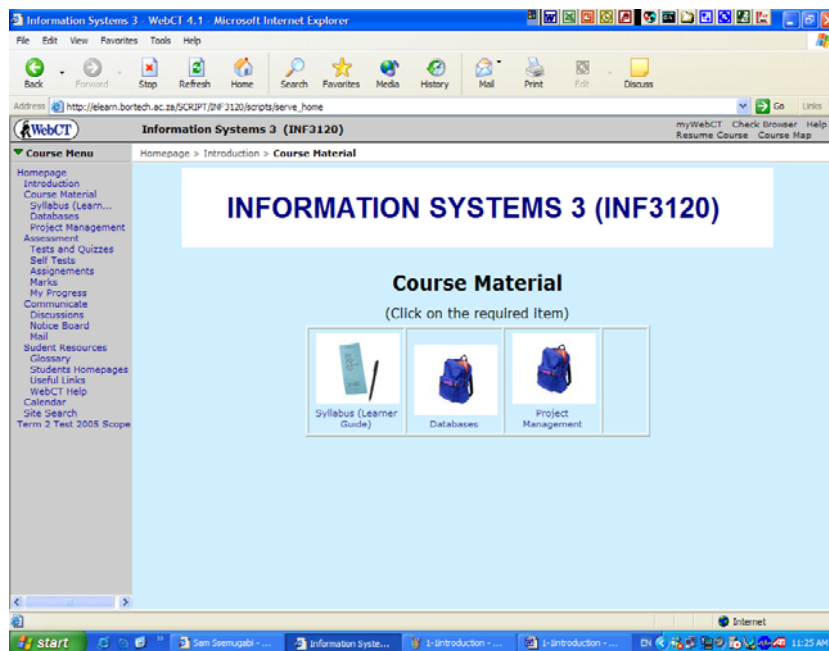 Information Systems 3 - WebCT 4.1 - Microsoft Internet Explorer
File Edit View Favorites Tools Help
Back Forward Stop Refresh Home Search Favorites Media History Mail Print Edit Discuss
Address http://elearn.bortech.ac.za/SCRIPT/INF3120/scripts/serve_home Go Links
WebCT Information Systems 3 (INF3120) myWebCT Check Browser Help
Resume Course Course Map
Course Menu Homepage > Introduction > Course Material
Homepage
Introduction
Course Material
Syllabus (Learn...
Databases
Project Management
Assessment
Tests and Quizzes
Self Tests
Assignements
Marks
My Progress
Communicate
Discussions
Notice Board
Mail
Sudent Resources
Glossary
Students Homepages
Useful Links
WebCT Help
Calendar
Site Search
Term 2 Test 2005 Scope
INFORMATION SYSTEMS 3 (INF3120)
Course Material
(Click on the required item)
Syllabus (Learner
Guide)
Databases
Project
Management
Internet
start Sam Ssemugabi - ... Information Syste... 1-1introduction - ... 1-1introduction - ... EN 11:25 AM